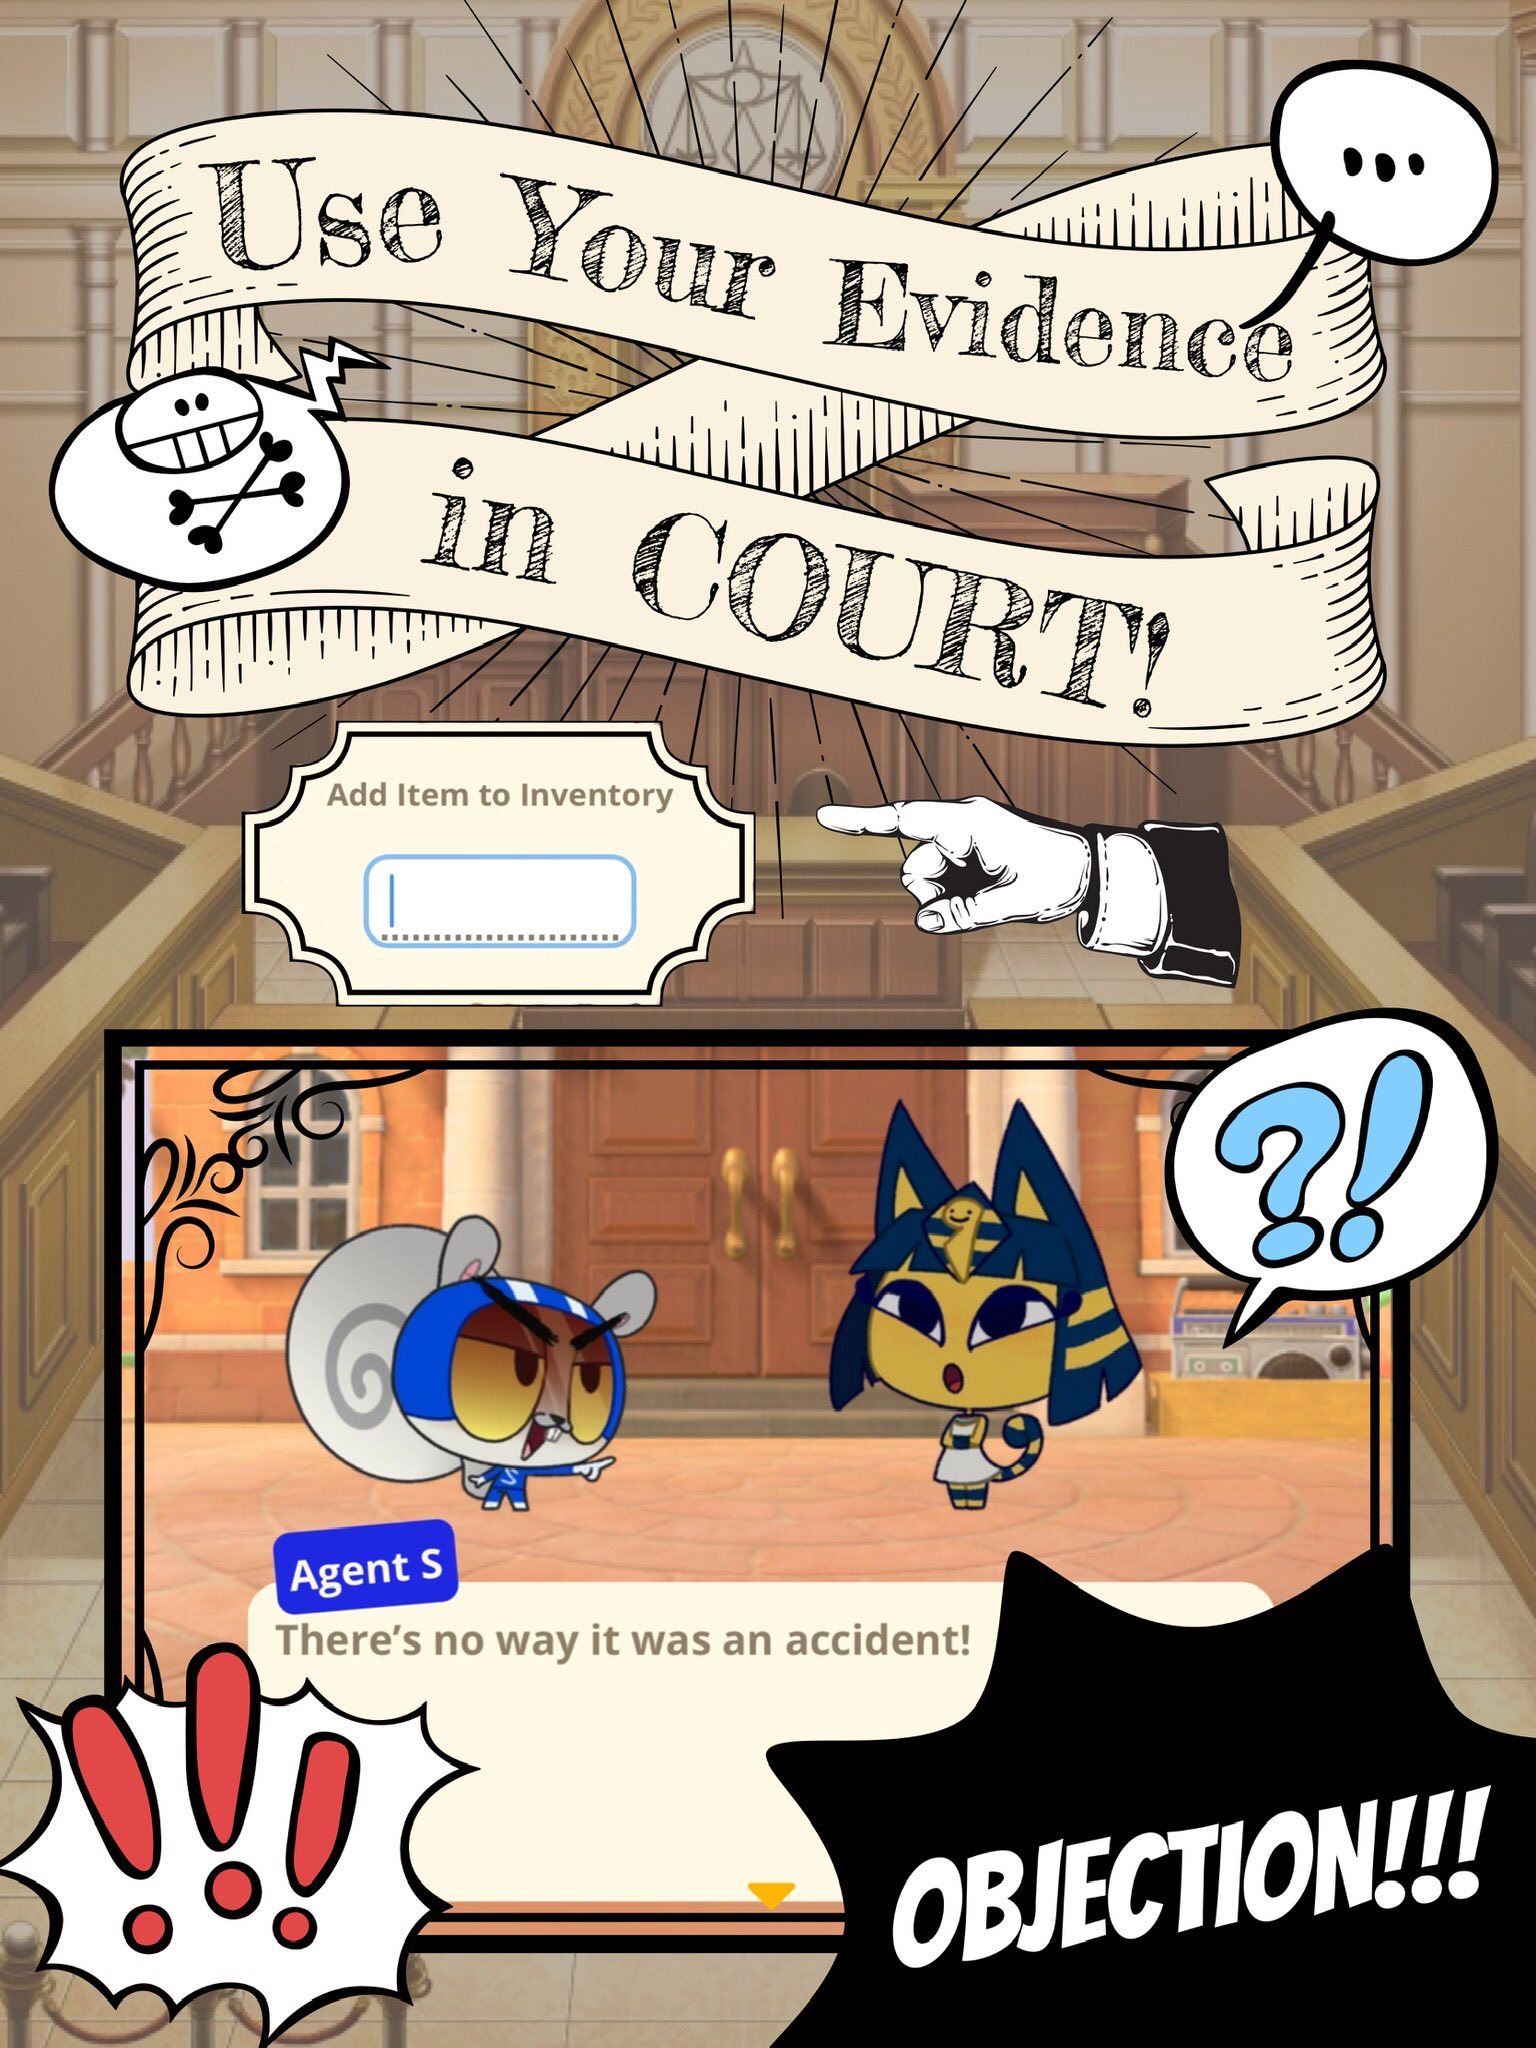 Use Your Evidence
in COURT!
...
Add Item to Inventory
?!
Agent S
There's no way it was an accident!
!!!
OBJECTION!!!